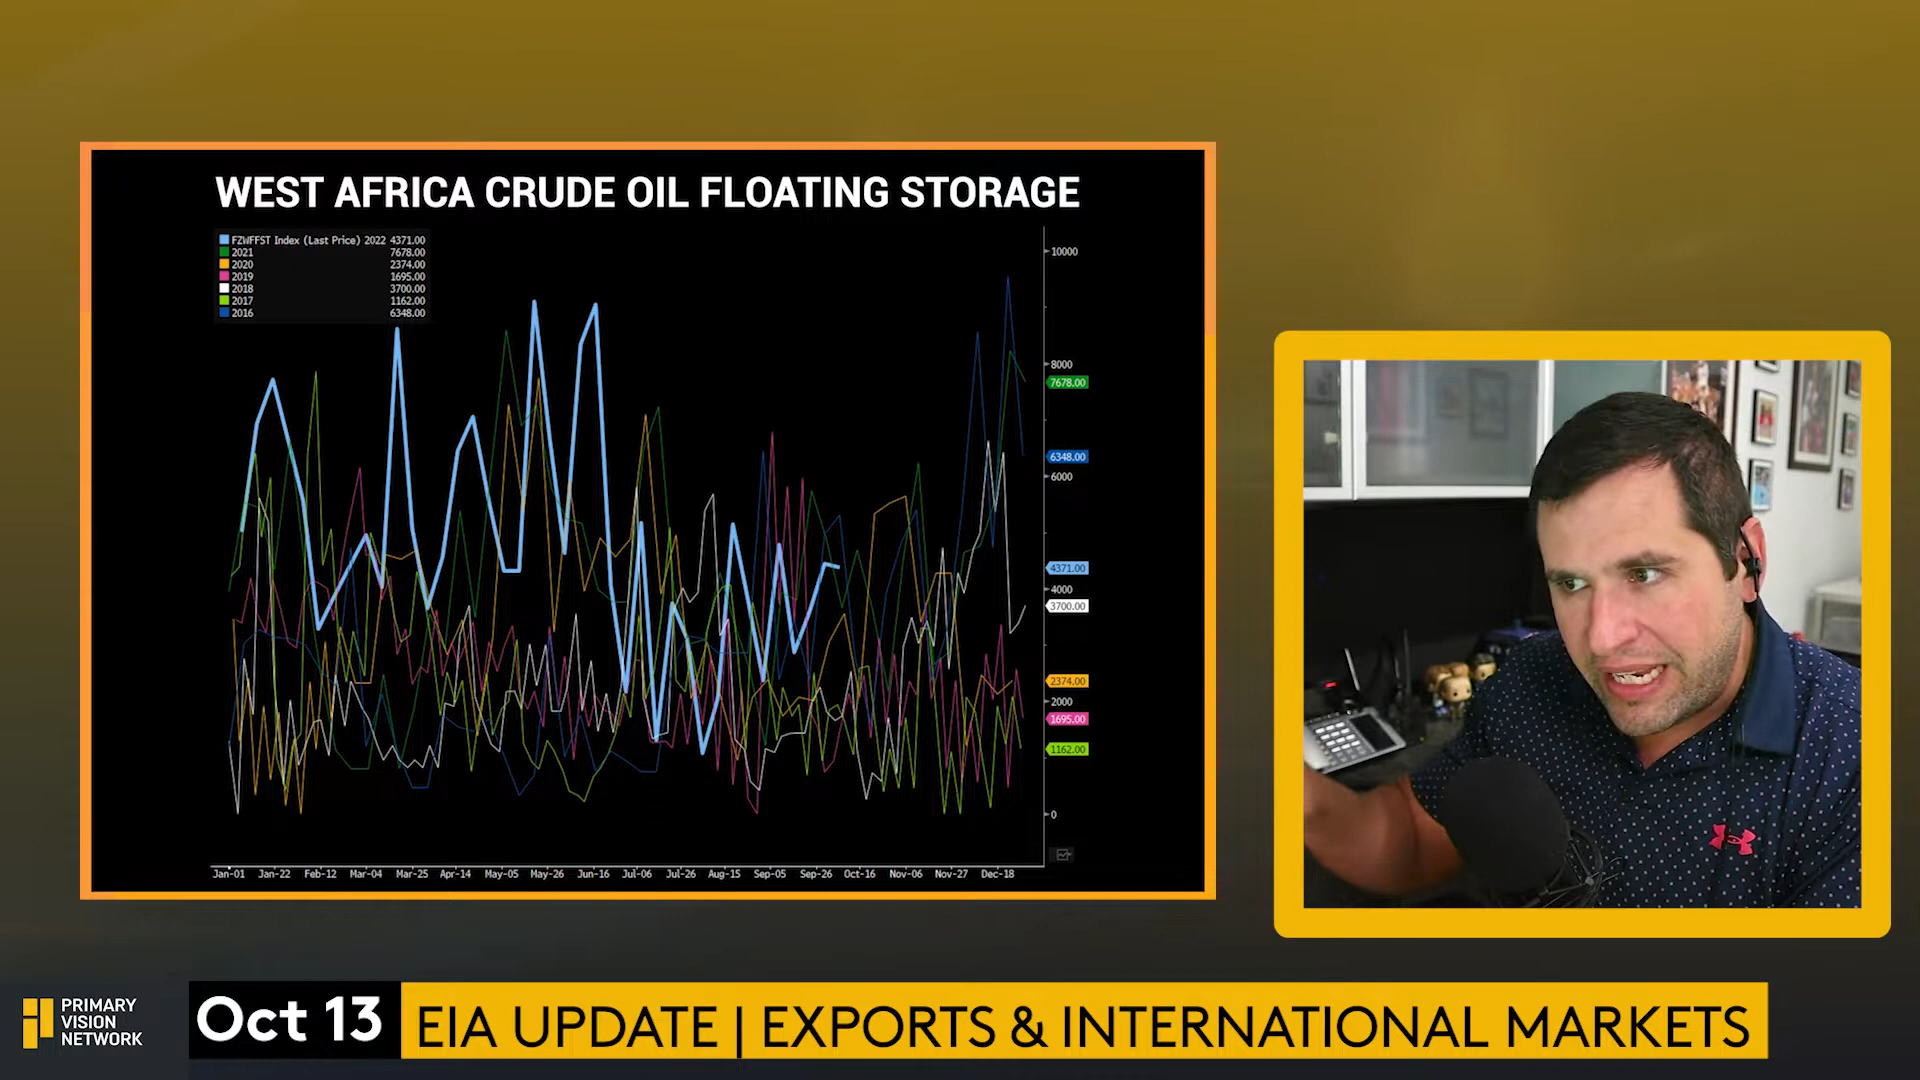 WEST AFRICA CRUDE OIL FLOATING STORAGE
FZWFFST Index (Last Price) 2022 4371.00
2021 7678.00
2020 2374.00
2019 1695.00
2018 3700.00
2017 1162.00
2016 6348.00
10000
8000
7678.00
6348.00
6000
4371.00
4000
3700.00
2374.00
2000
1695.00
1162.00
0
Jan-01 Jan-22 Feb-12 Mar-04 Mar-25 Apr-14 May-05 May-26 Jun-16 Jul-06 Jul-26 Aug-15 Sep-05 Sep-26 Oct-16 Nov-06 Nov-27 Dec-18
PRIMARY
VISION
NETWORK
Oct 13
EIA UPDATE | EXPORTS & INTERNATIONAL MARKETS